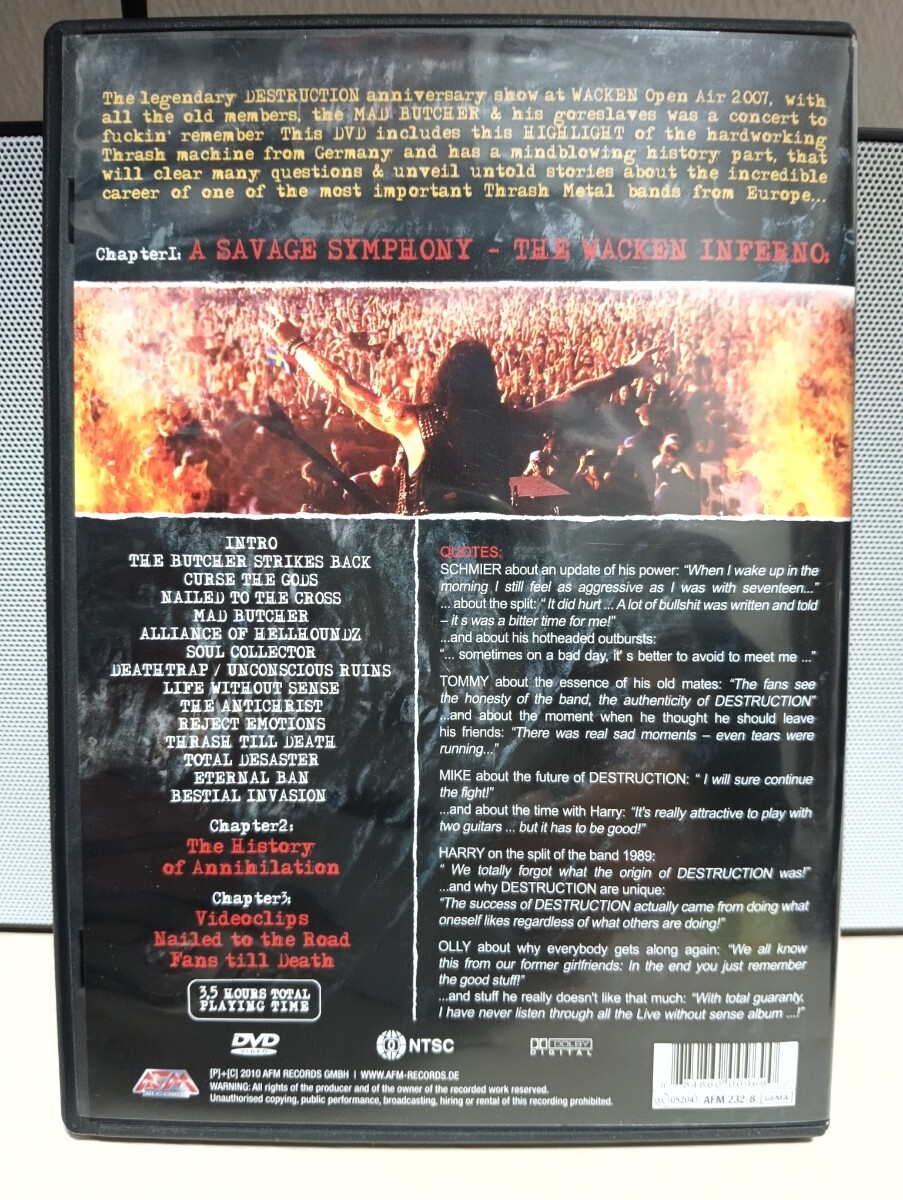 The legendary DESTRUCTION anniversary show at WACKEN Open Air 2007, with
all the old members, the MAD BUTCHER & his goreslaves was a concert to
fuckin' remember This DVD includes this HIGHLIGHT of the hardworking
Thrash machine from Germany and has a mindblowing history part, that
will clear many questions & unveil untold stories about the incredible
career of one of the most important Thrash Metal bands from Europe...
Chapter1: A SAVAGE SYMPHONY - THE WACKEN INFERNO:
INTRO
THE BUTCHER STRIKES BACK
CURSE THE GODS
NAILED TO THE CROSS
MAD BUTCHER
ALLIANCE OF HELLHOUNDZ
SOUL COLLECTOR
DEATHTRAP / UNCONSCIOUS RUINS
LIFE WITHOUT SENSE
THE ANTICHRIST
REJECT EMOTIONS
THRASH TILL DEATH
TOTAL DESASTER
ETERNAL BAN
BESTIAL INVASION
Chapter2:
The History
of Annihilation
Chapter3:
Videoclips
Nailed to the Road
Fans till Death
3,5 HOURS TOTAL
PLAYING TIME
QUOTES:
SCHMIER about an update of his power: "When I wake up in the
morning I still feel as aggressive as I was with seventeen..."
... about the split: " It did hurt ... A lot of bullshit was written and told
– it s was a bitter time for me!"
...and about his hotheaded outbursts:
"... sometimes on a bad day, it' s better to avoid to meet me ..."
TOMMY about the essence of his old mates: "The fans see
the honesty of the band, the authenticity of DESTRUCTION"
...and about the moment when he thought he should leave
his friends: "There was real sad moments – even tears were
running..."
MIKE about the future of DESTRUCTION: " I will sure continue
the fight!"
...and about the time with Harry: "It's really attractive to play with
two guitars ... but it has to be good!"
HARRY on the split of the band 1989:
" We totally forgot what the origin of DESTRUCTION was!"
...and why DESTRUCTION are unique:
"The success of DESTRUCTION actually came from doing what
oneself likes regardless of what others are doing!"
OLLY about why everybody gets along again: "We all know
this from our former girlfriends: In the end you just remember
the good stuff!"
...and stuff he really doesn't like that much: "With total guaranty,
I have never listen through all the Live without sense album ...!"
DVD
VIDEO
NTSC
DOLBY
DIGITAL
AFM
RECORDS
[P]+[C] 2010 AFM RECORDS GMBH | WWW.AFM-RECORDS.DE
WARNING: All rights of the producer and of the owner of the recorded work reserved.
Unauthorised copying, public performance, broadcasting, hiring or rental of this recording prohibited.
LC 05204 AFM 232-8 GEMA